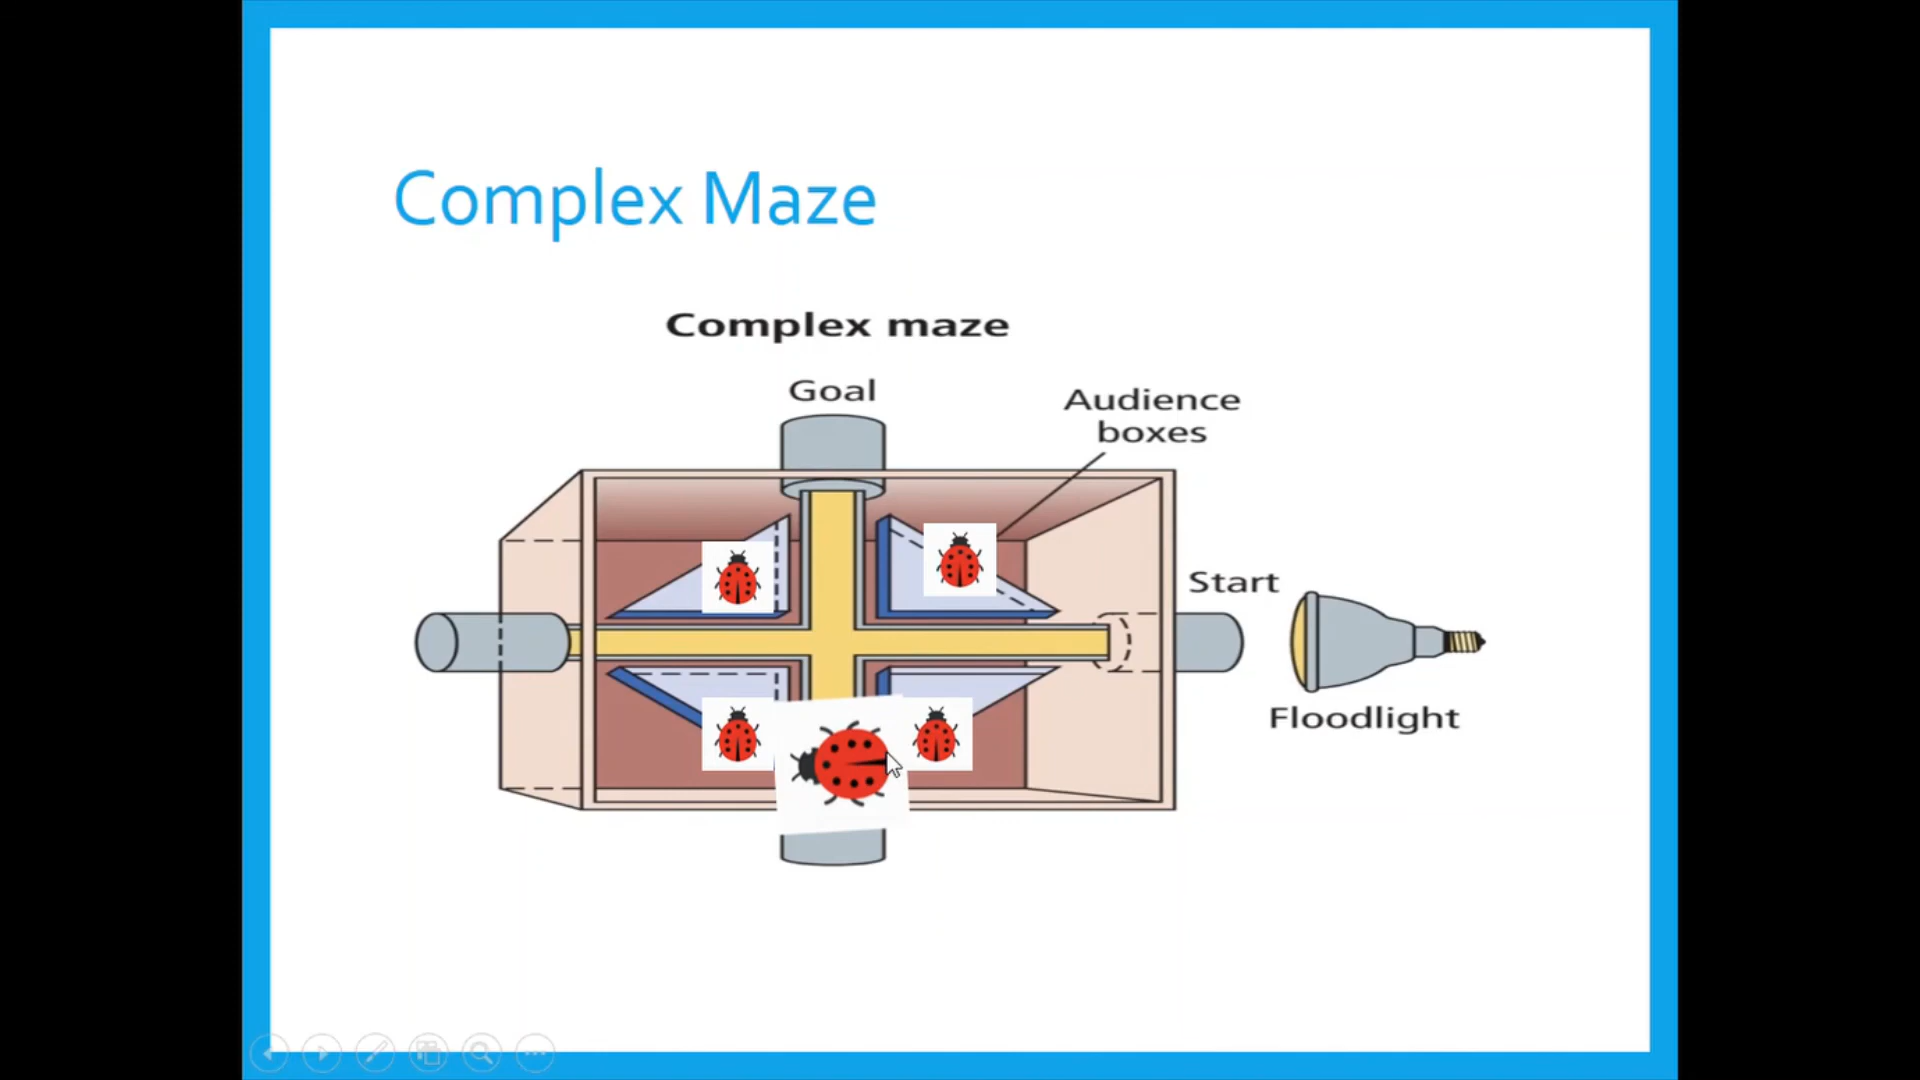 Complex Maze
Complex maze
Goal
Audience
boxes
Start
Floodlight